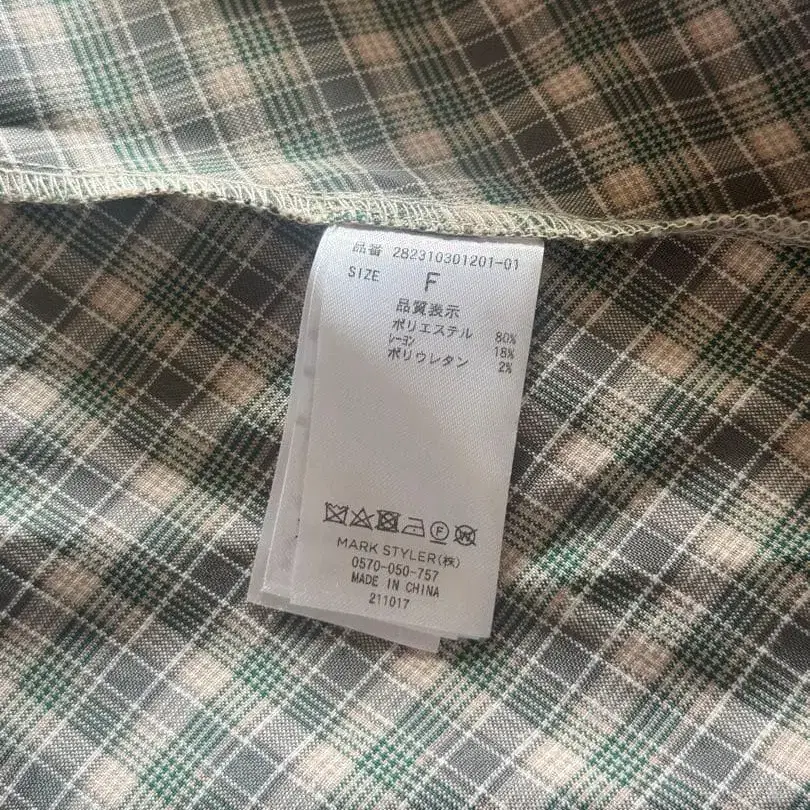 品番 282310301201-01
SIZE F
品質表示
ポリエステル 80%
レーヨン 18%
ポリウレタン 2%
F W
MARK STYLER(株)
0570-050-757
MADE IN CHINA
211017